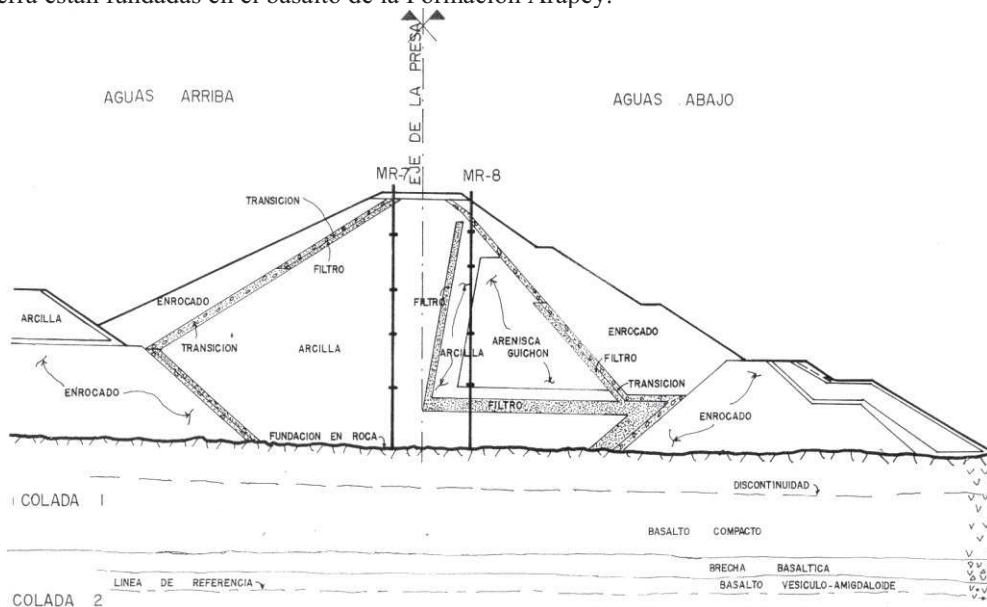 erra están fundadas en el basalto de la Formación Arapey.
EJE DE LA PRESA
AGUAS ARRIBA
AGUAS ABAJO
MR-7
MR-8
TRANSICION
FILTRO
ENROCADO
ARCILLA
TRANSICIÓN
ARCILLA
FILTRO
ARCILLA
ARENISCA
GUICHON
ENROCADO
FILTRO
TRANSICION
ENROCADO
FILTRO
ENROCADO
FUNDACION EN ROCA
DISCONTINUIDAD
COLADA 1
BASALTO COMPACTO
BRECHA BASALTICA
LINEA DE REFERENCIA
BASALTO VESICULO-AMIGDALOIDE
COLADA 2